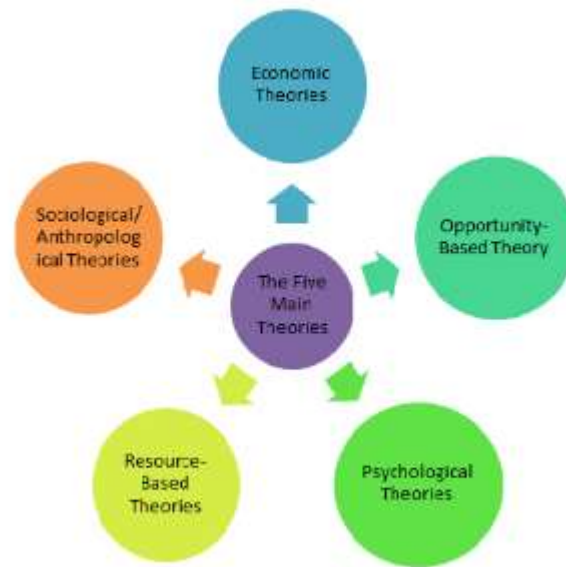 Economic
Theories
Sociological/
Anthropolog
ical Theories
Opportunity-
Based Theory
The Five
Main
Theories
Resource-
Based
Theories
Psychological
Theories